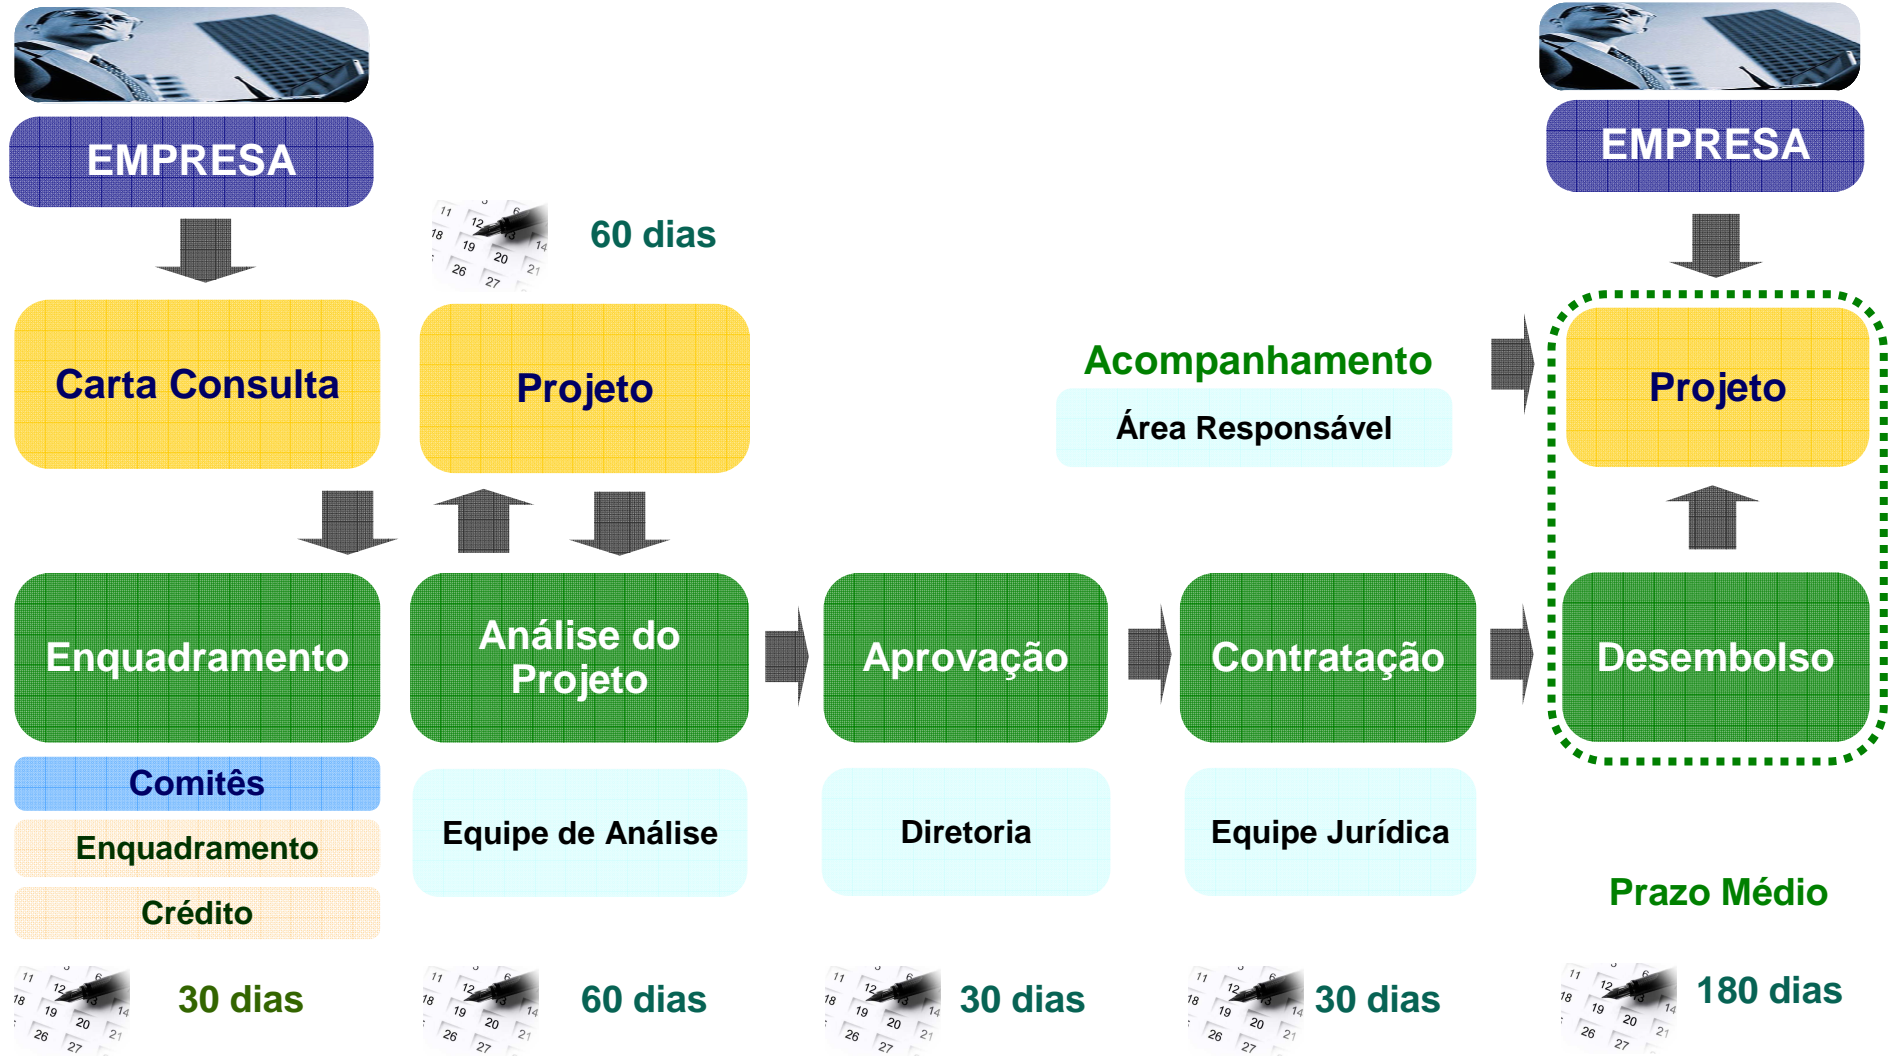 EMPRESA
EMPRESA
60 dias
Carta Consulta
Projeto
Acompanhamento
Área Responsável
Projeto
Enquadramento
Análise do
Projeto
Aprovação
Contratação
Desembolso
Comitês
Enquadramento
Crédito
Equipe de Análise
Diretoria
Equipe Jurídica
Prazo Médio
30 dias
60 dias
30 dias
30 dias
180 dias